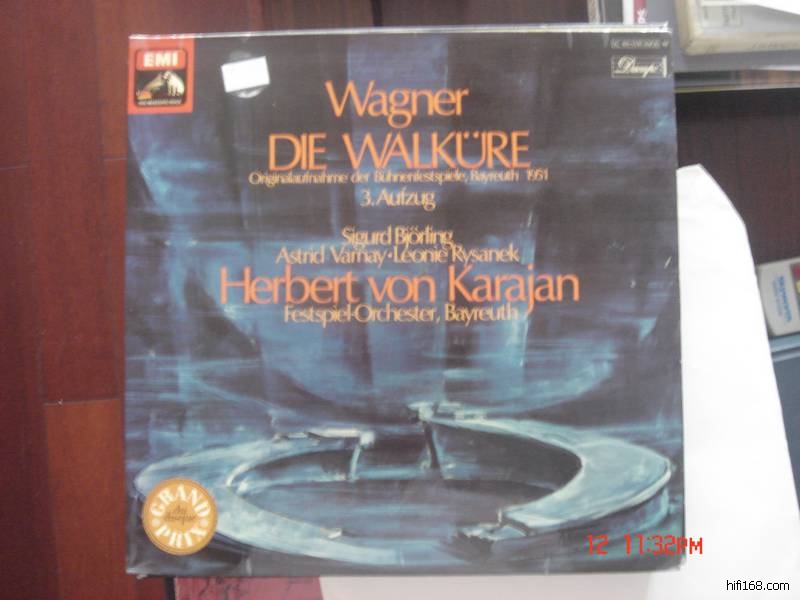 EMI
Dacapo
Wagner
DIE WALKÜRE
Originalaufnahme der Bühnenfestspiele, Bayreuth 1951
3. Aufzug
Sigurd Björling
Astrid Varnay · Leonie Rysanek
Herbert von Karajan
Festspiel-Orchester, Bayreuth
GRAND
PRIX
12 11:32PM
hifi168.com